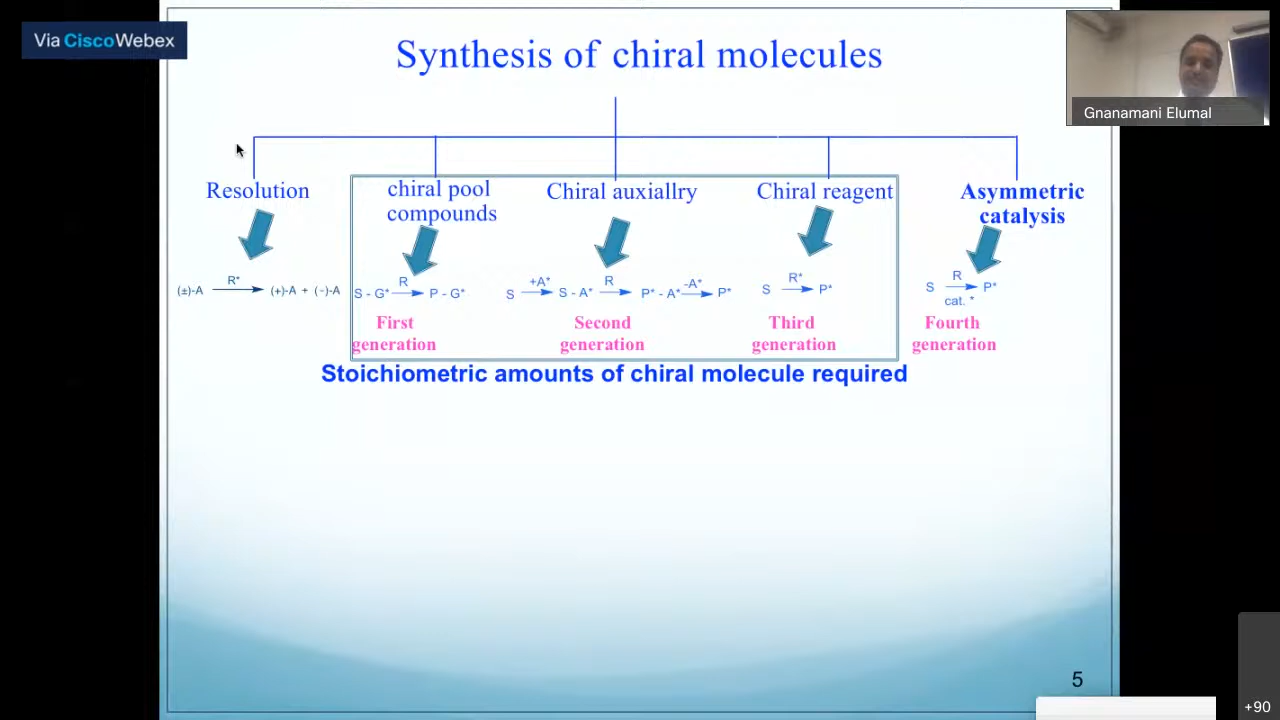 Via CiscoWebex
Synthesis of chiral molecules
Gnanamani Elumal
Resolution
chiral pool
compounds
Chiral auxiallry
Chiral reagent
Asymmetric
catalysis
R*
(±)-A (+)-A + (-)-A
R
S - G* P - G*
+A* R -A*
S S - A* P* - A* P*
R*
S P*
R
S P*
cat. *
First
generation
Second
generation
Third
generation
Fourth
generation
Stoichiometric amounts of chiral molecule required
5
+90